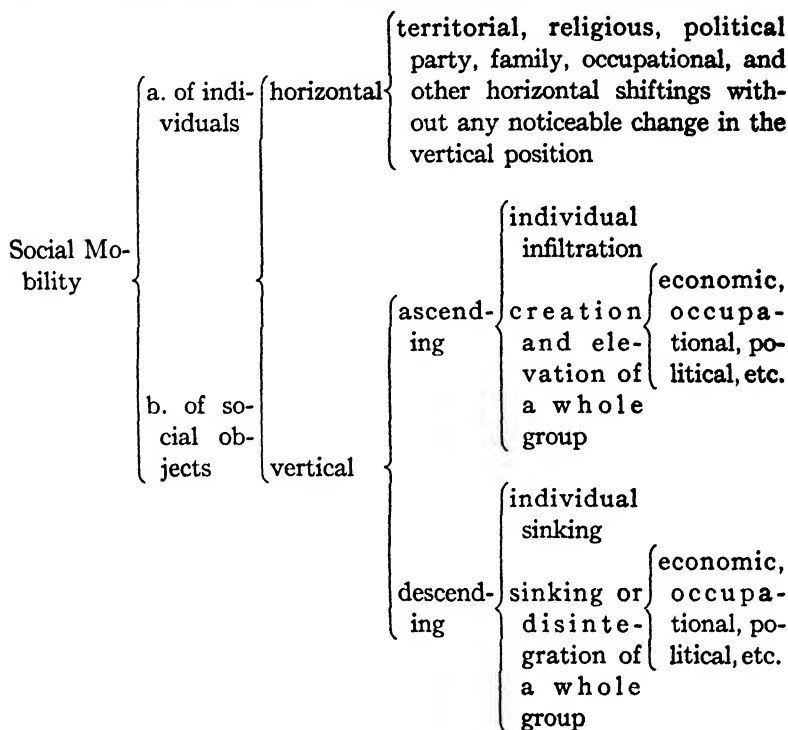 territorial, religious, political
party, family, occupational, and
other horizontal shiftings with-
out any noticeable change in the
vertical position
a. of indi-
viduals
horizontal
Social Mo-
bility
b. of so-
cial ob-
jects
vertical
ascend-
ing
individual
infiltration
creation
and ele-
vation of
a whole
group
economic,
occupa-
tional, po-
litical, etc.
descend-
ing
individual
sinking
sinking or
disinte-
gration of
a whole
group
economic,
occupa-
tional, po-
litical, etc.